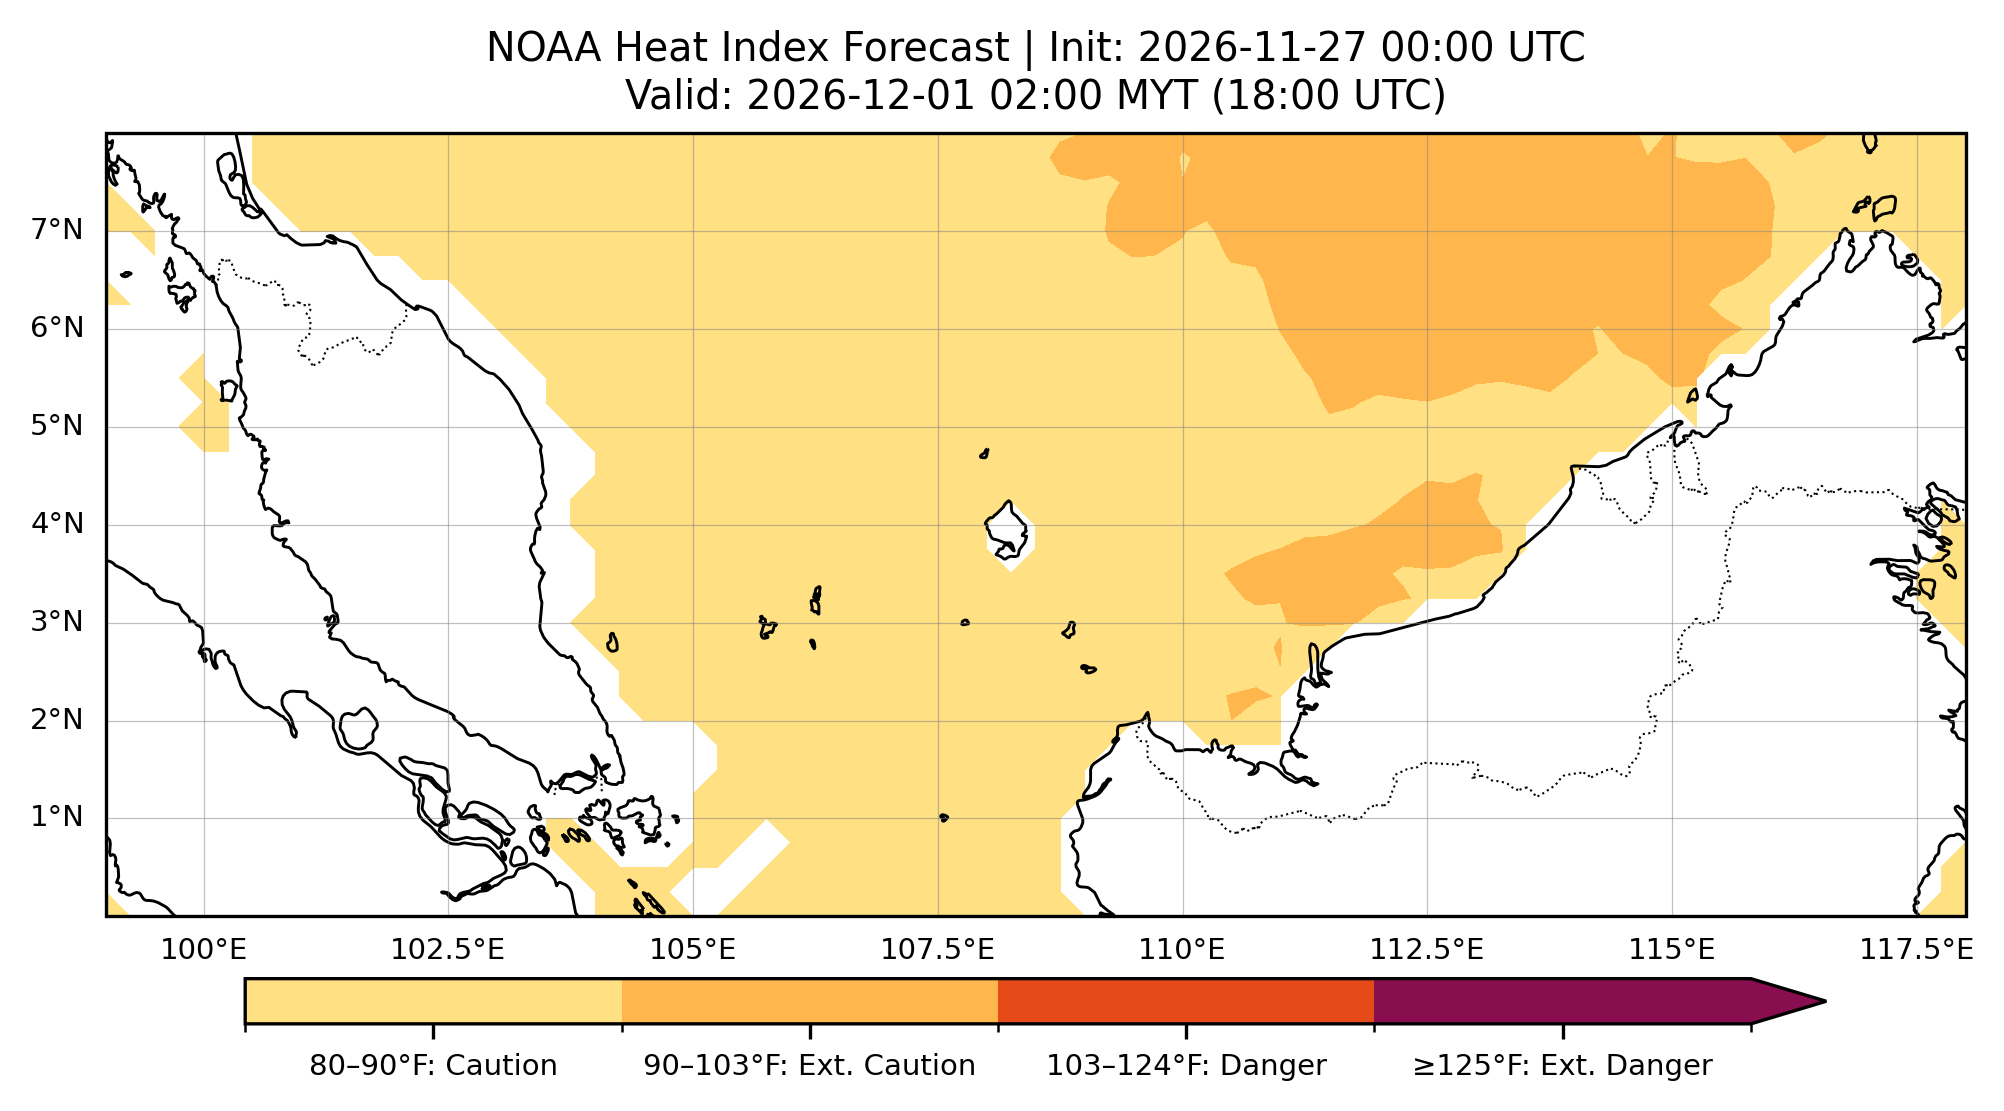 NOAA Heat Index Forecast | Init: 2026-11-27 00:00 UTC
Valid: 2026-12-01 02:00 MYT (18:00 UTC)
7°N
6°N
5°N
4°N
3°N
2°N
1°N
100°E 102.5°E 105°E 107.5°E 110°E 112.5°E 115°E 117.5°E
80–90°F: Caution 90–103°F: Ext. Caution 103–124°F: Danger ≥125°F: Ext. Danger